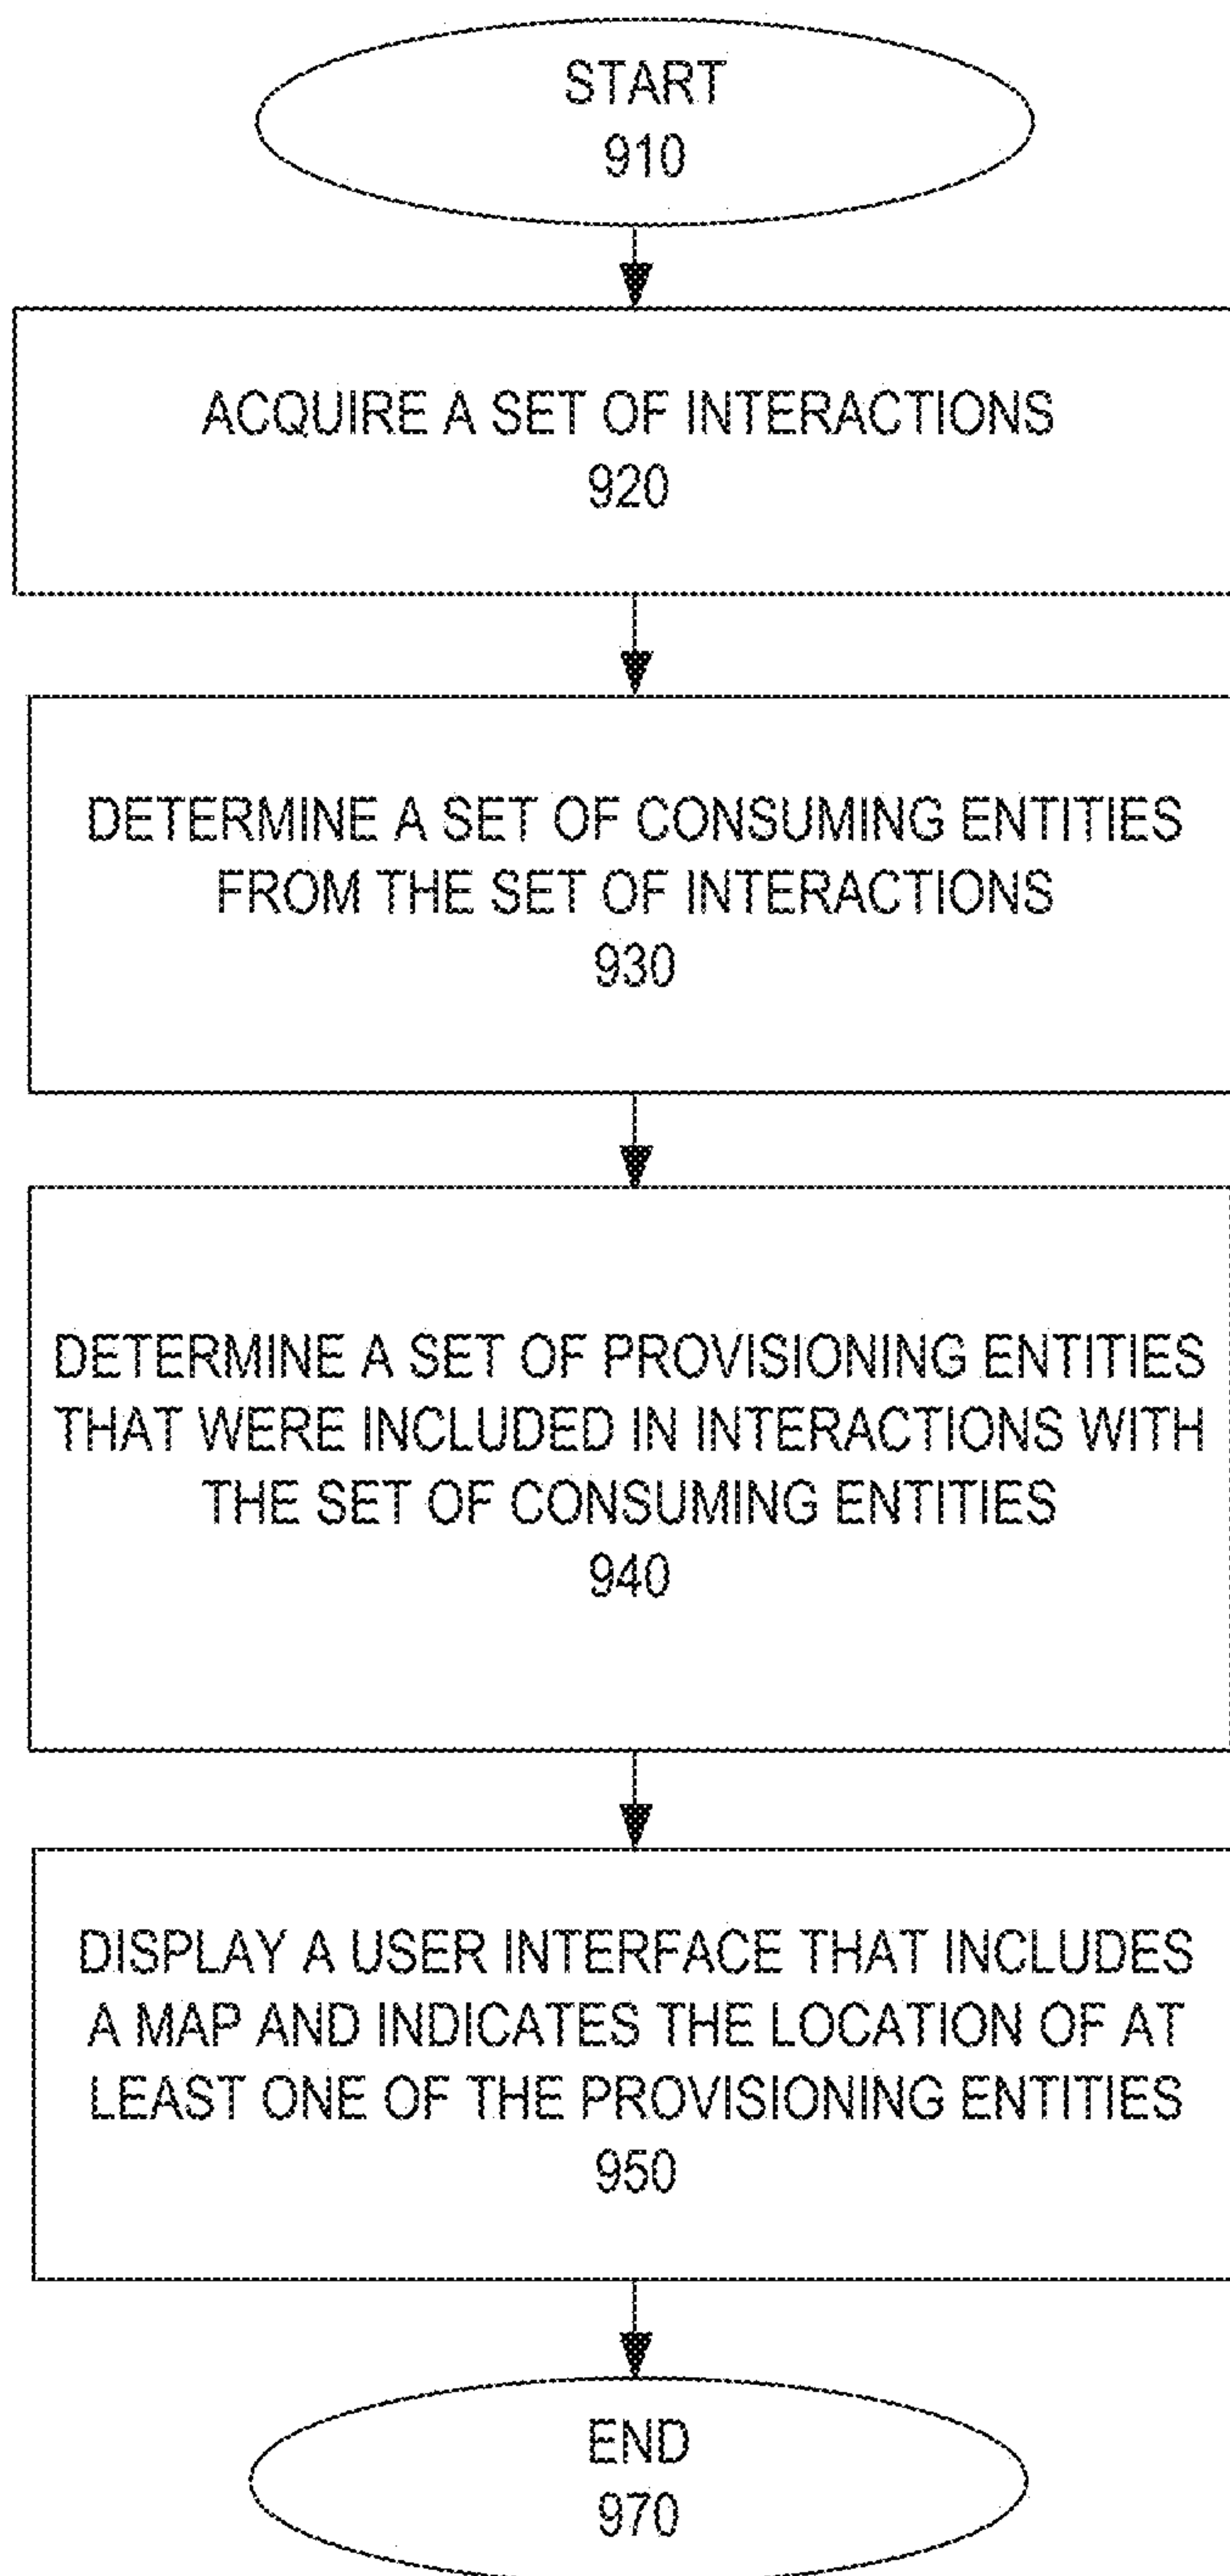 START
910
ACQUIRE A SET OF INTERACTIONS
920
DETERMINE A SET OF CONSUMING ENTITIES
FROM THE SET OF INTERACTIONS
930
DETERMINE A SET OF PROVISIONING ENTITIES
THAT WERE INCLUDED IN INTERACTIONS WITH
THE SET OF CONSUMING ENTITIES
940
DISPLAY A USER INTERFACE THAT INCLUDES
A MAP AND INDICATES THE LOCATION OF AT
LEAST ONE OF THE PROVISIONING ENTITIES
950
END
970